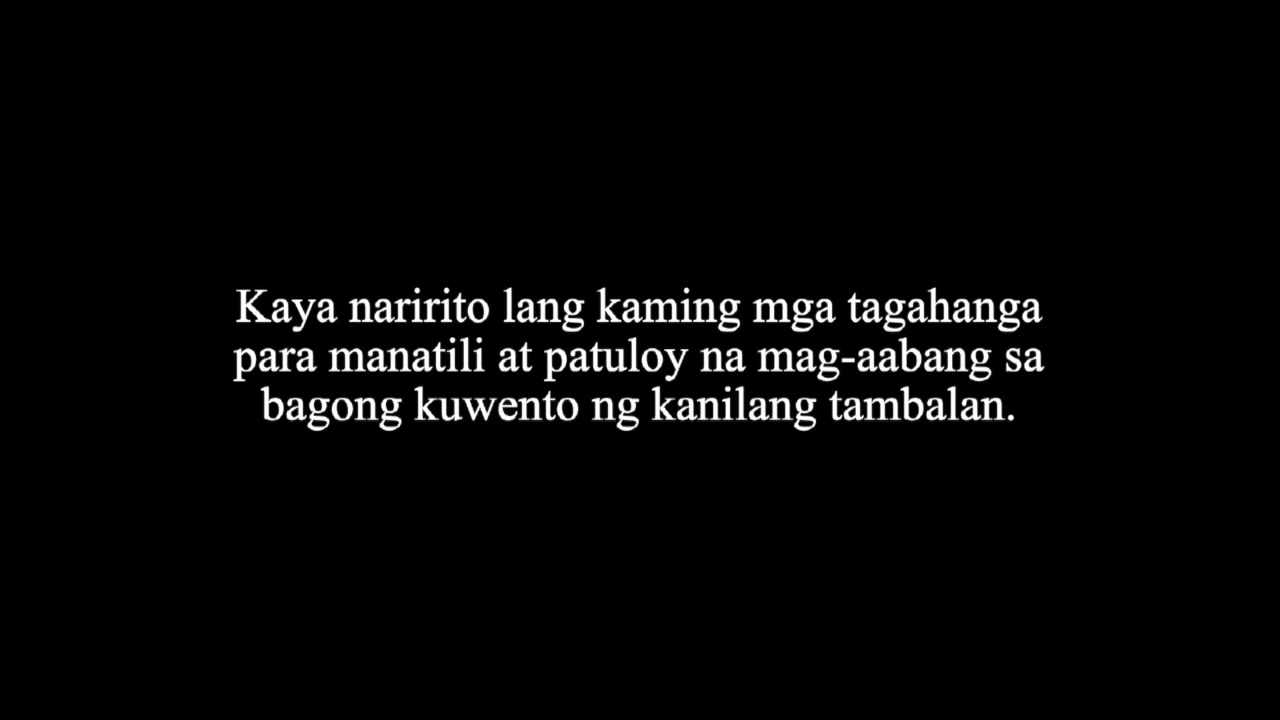 Kaya naririto lang kaming mga tagahanga
para manatili at patuloy na mag-aabang sa
bagong kuwento ng kanilang tambalan.